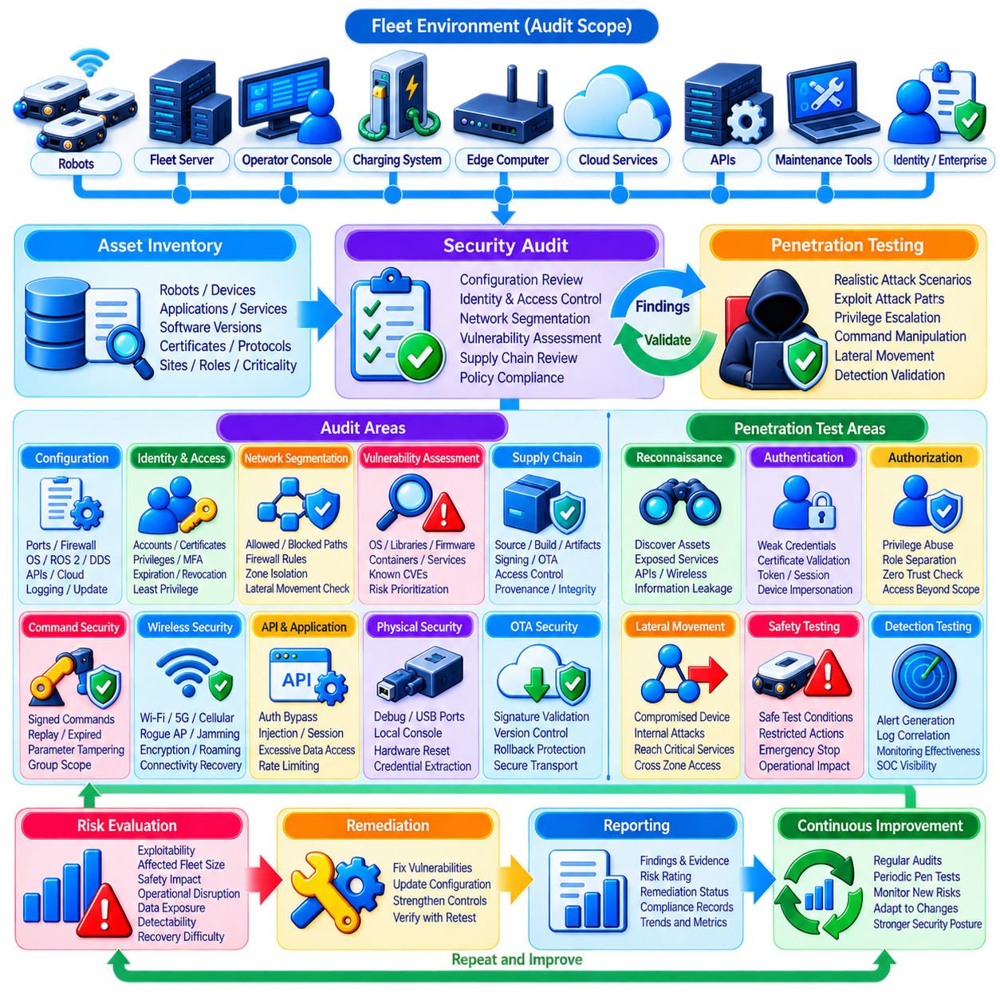 Fleet Environment (Audit Scope)
Robots
Fleet Server
Operator Console
Charging System
Edge Computer
Cloud Services
APIs
Maintenance Tools
Identity / Enterprise
Asset Inventory
Robots / Devices
Applications / Services
Software Versions
Certificates / Protocols
Sites / Roles / Criticality
Security Audit
Configuration Review
Identity & Access Control
Network Segmentation
Vulnerability Assessment
Supply Chain Review
Policy Compliance
Findings
Validate
Penetration Testing
Realistic Attack Scenarios
Exploit Attack Paths
Privilege Escalation
Command Manipulation
Lateral Movement
Detection Validation
Audit Areas
Configuration
Ports / Firewall
OS / ROS 2 / DDS
APIs / Cloud
Logging / Update
Identity & Access
Accounts / Certificates
Privileges / MFA
Expiration / Revocation
Least Privilege
Network Segmentation
Allowed / Blocked Paths
Firewall Rules
Zone Isolation
Lateral Movement Check
Vulnerability Assessment
OS / Libraries / Firmware
Containers / Services
Known CVEs
Risk Prioritization
Supply Chain
Source / Build / Artifacts
Signing / OTA
Access Control
Provenance / Integrity
Command Security
Signed Commands
Replay / Expired
Parameter Tampering
Group Scope
Wireless Security
Wi-Fi / 5G / Cellular
Rogue AP / Jamming
Encryption / Roaming
Connectivity Recovery
API & Application
API
Auth Bypass
Injection / Session
Excessive Data Access
Rate Limiting
Physical Security
Debug / USB Ports
Local Console
Hardware Reset
Credential Extraction
OTA Security
Signature Validation
Version Control
Rollback Protection
Secure Transport
Penetration Test Areas
Reconnaissance
Discover Assets
Exposed Services
APIs / Wireless
Information Leakage
Authentication
Weak Credentials
Certificate Validation
Token / Session
Device Impersonation
Authorization
Privilege Abuse
Role Separation
Zero Trust Check
Access Beyond Scope
Lateral Movement
Compromised Device
Internal Attacks
Reach Critical Services
Cross Zone Access
Safety Testing
Safe Test Conditions
Restricted Actions
Emergency Stop
Operational Impact
Detection Testing
Alert Generation
Log Correlation
Monitoring Effectiveness
SOC Visibility
Risk Evaluation
Exploitability
Affected Fleet Size
Safety Impact
Operational Disruption
Data Exposure
Detectability
Recovery Difficulty
Remediation
Fix Vulnerabilities
Update Configuration
Strengthen Controls
Verify with Retest
Reporting
Findings & Evidence
Risk Rating
Remediation Status
Compliance Records
Trends and Metrics
Continuous Improvement
Regular Audits
Periodic Pen Tests
Monitor New Risks
Adapt to Changes
Stronger Security Posture
Repeat and Improve